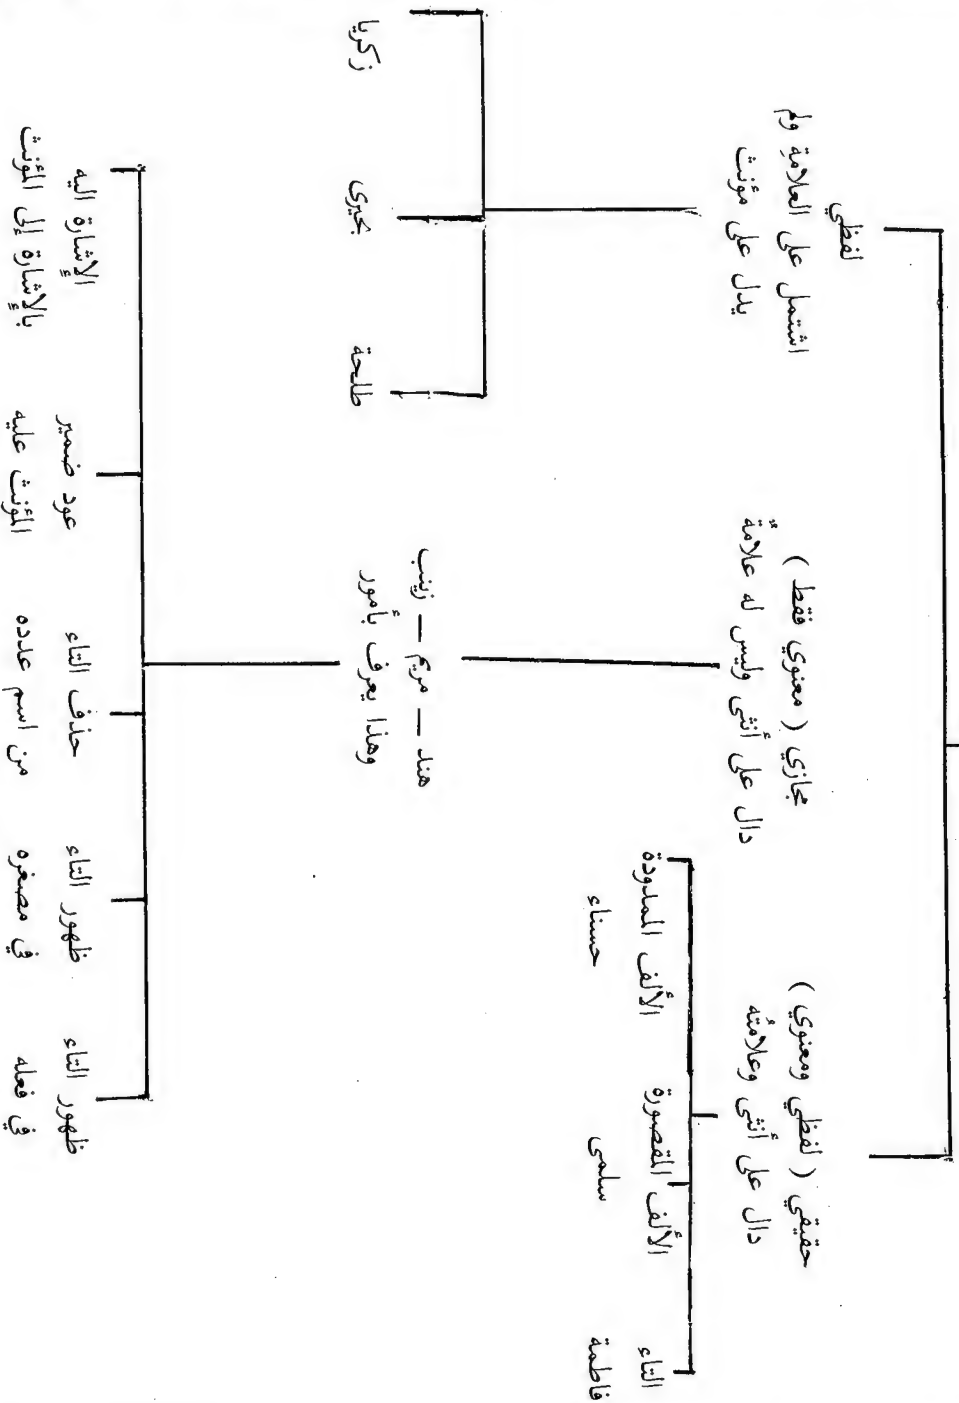 حقيقي ( لفظي ومعنوي )
دال على أنثى وعلامتُه
التاء
فاطمة
الألف المقصورة
سلمى
الألف الممدودة
حسناء
مجازي ( معنوي فقط )
دال على أنثى وليس له علامةٌ
هند — مريم — زينب
وهذا يعرف بأمور
ظهور التاء
في فعله
ظهور التاء
في مصغره
حذف التاء
من اسم عدده
عود ضمير
المؤنث عليه
الإشارة اليه
بالإشارة إلى المؤنث
لفظي
اشتمل على العلامةِ ولم
يدل على مؤنث
طلحة
بحيرى
زكريا